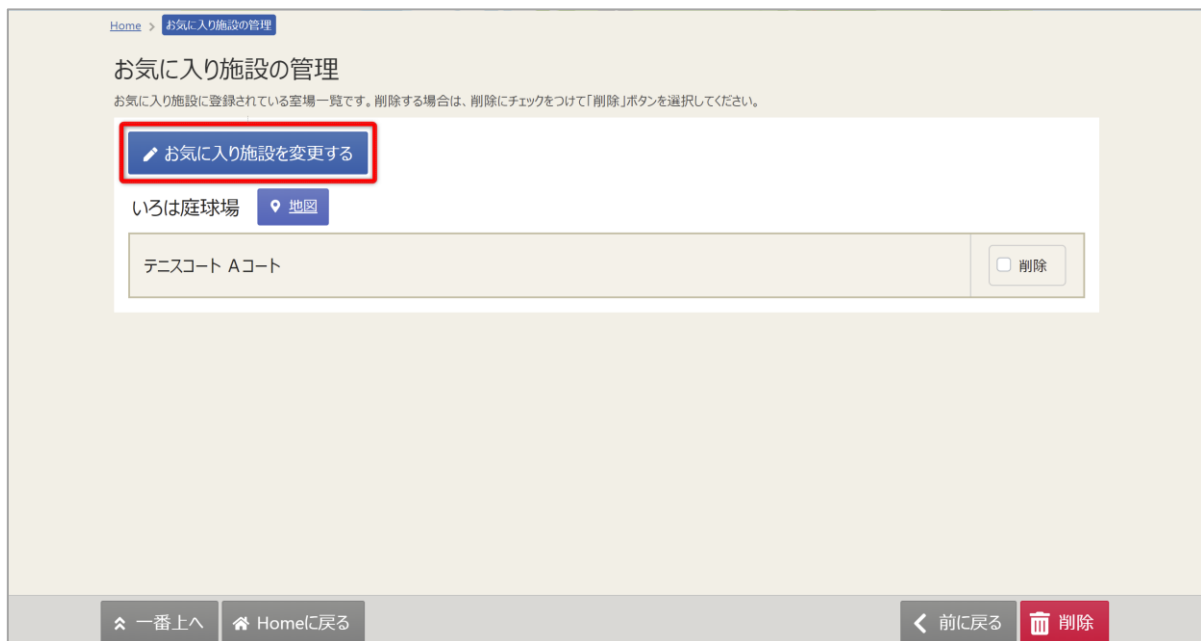 Home > お気に入り施設の管理
お気に入り施設の管理
お気に入り施設に登録されている室場一覧です。削除する場合は、削除にチェックをつけて「削除」ボタンを選択してください。
お気に入り施設を変更する
いろは庭球場 地図
テニスコート Aコート 削除
一番上へ Homeに戻る 前に戻る 削除